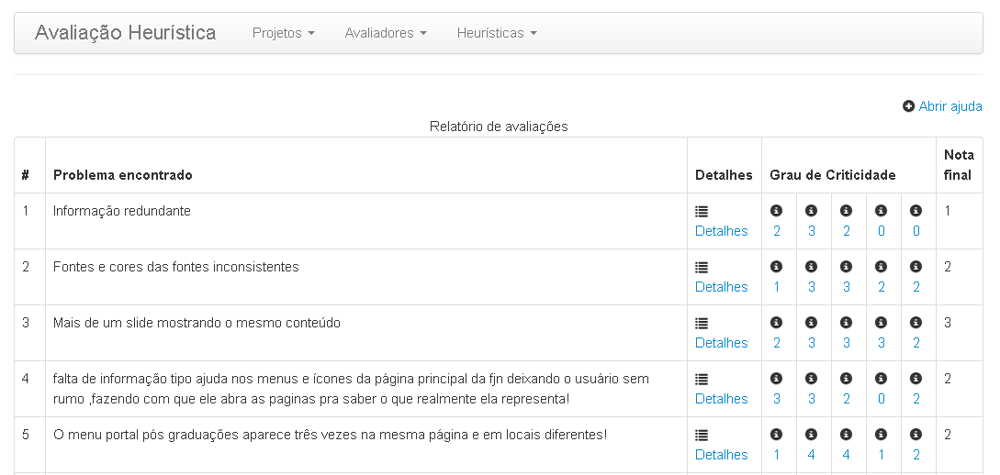 Avaliação Heurística Projetos Avaliadores Heurísticas
Abrir ajuda
Relatório de avaliações
# Problema encontrado Detalhes Grau de Criticidade Nota final
1 Informação redundante Detalhes 2 3 2 0 0 1
2 Fontes e cores das fontes inconsistentes Detalhes 1 3 3 2 2 2
3 Mais de um slide mostrando o mesmo conteúdo Detalhes 2 3 3 3 2 3
4 falta de informação tipo ajuda nos menus e ícones da página principal da fjn deixando o usuário sem
rumo ,fazendo com que ele abra as paginas pra saber o que realmente ela representa! Detalhes 3 3 2 0 2 2
5 O menu portal pós graduações aparece três vezes na mesma página e em locais diferentes! Detalhes 1 4 4 1 2 2